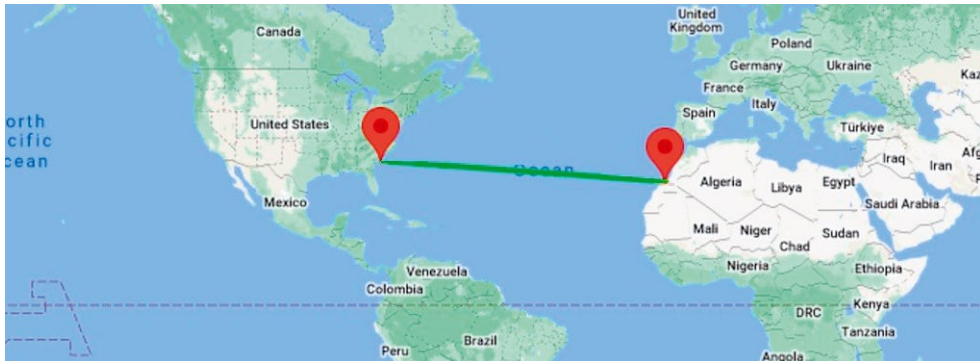 United
Kingdom
Canada
Poland
Germany
Ukraine
Kaz
France
orth
cific
cean
United States
Spain
Italy
Türkiye
Ocean
Iraq
Iran
Afg
Algeria
Libya
Egypt
Mexico
Saudi Arabia
Mali
Niger
Sudan
Chad
Venezuela
Nigeria
Ethiopia
Colombia
Kenya
DRC
Brazil
Tanzania
Peru
Angola